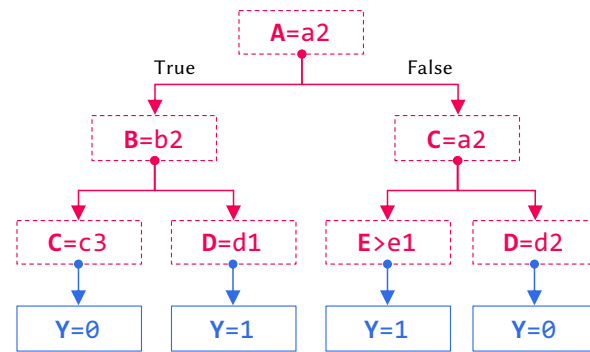 A=a2
True False
B=b2 C=a2
C=c3 D=d1 E>e1 D=d2
Y=0 Y=1 Y=1 Y=0